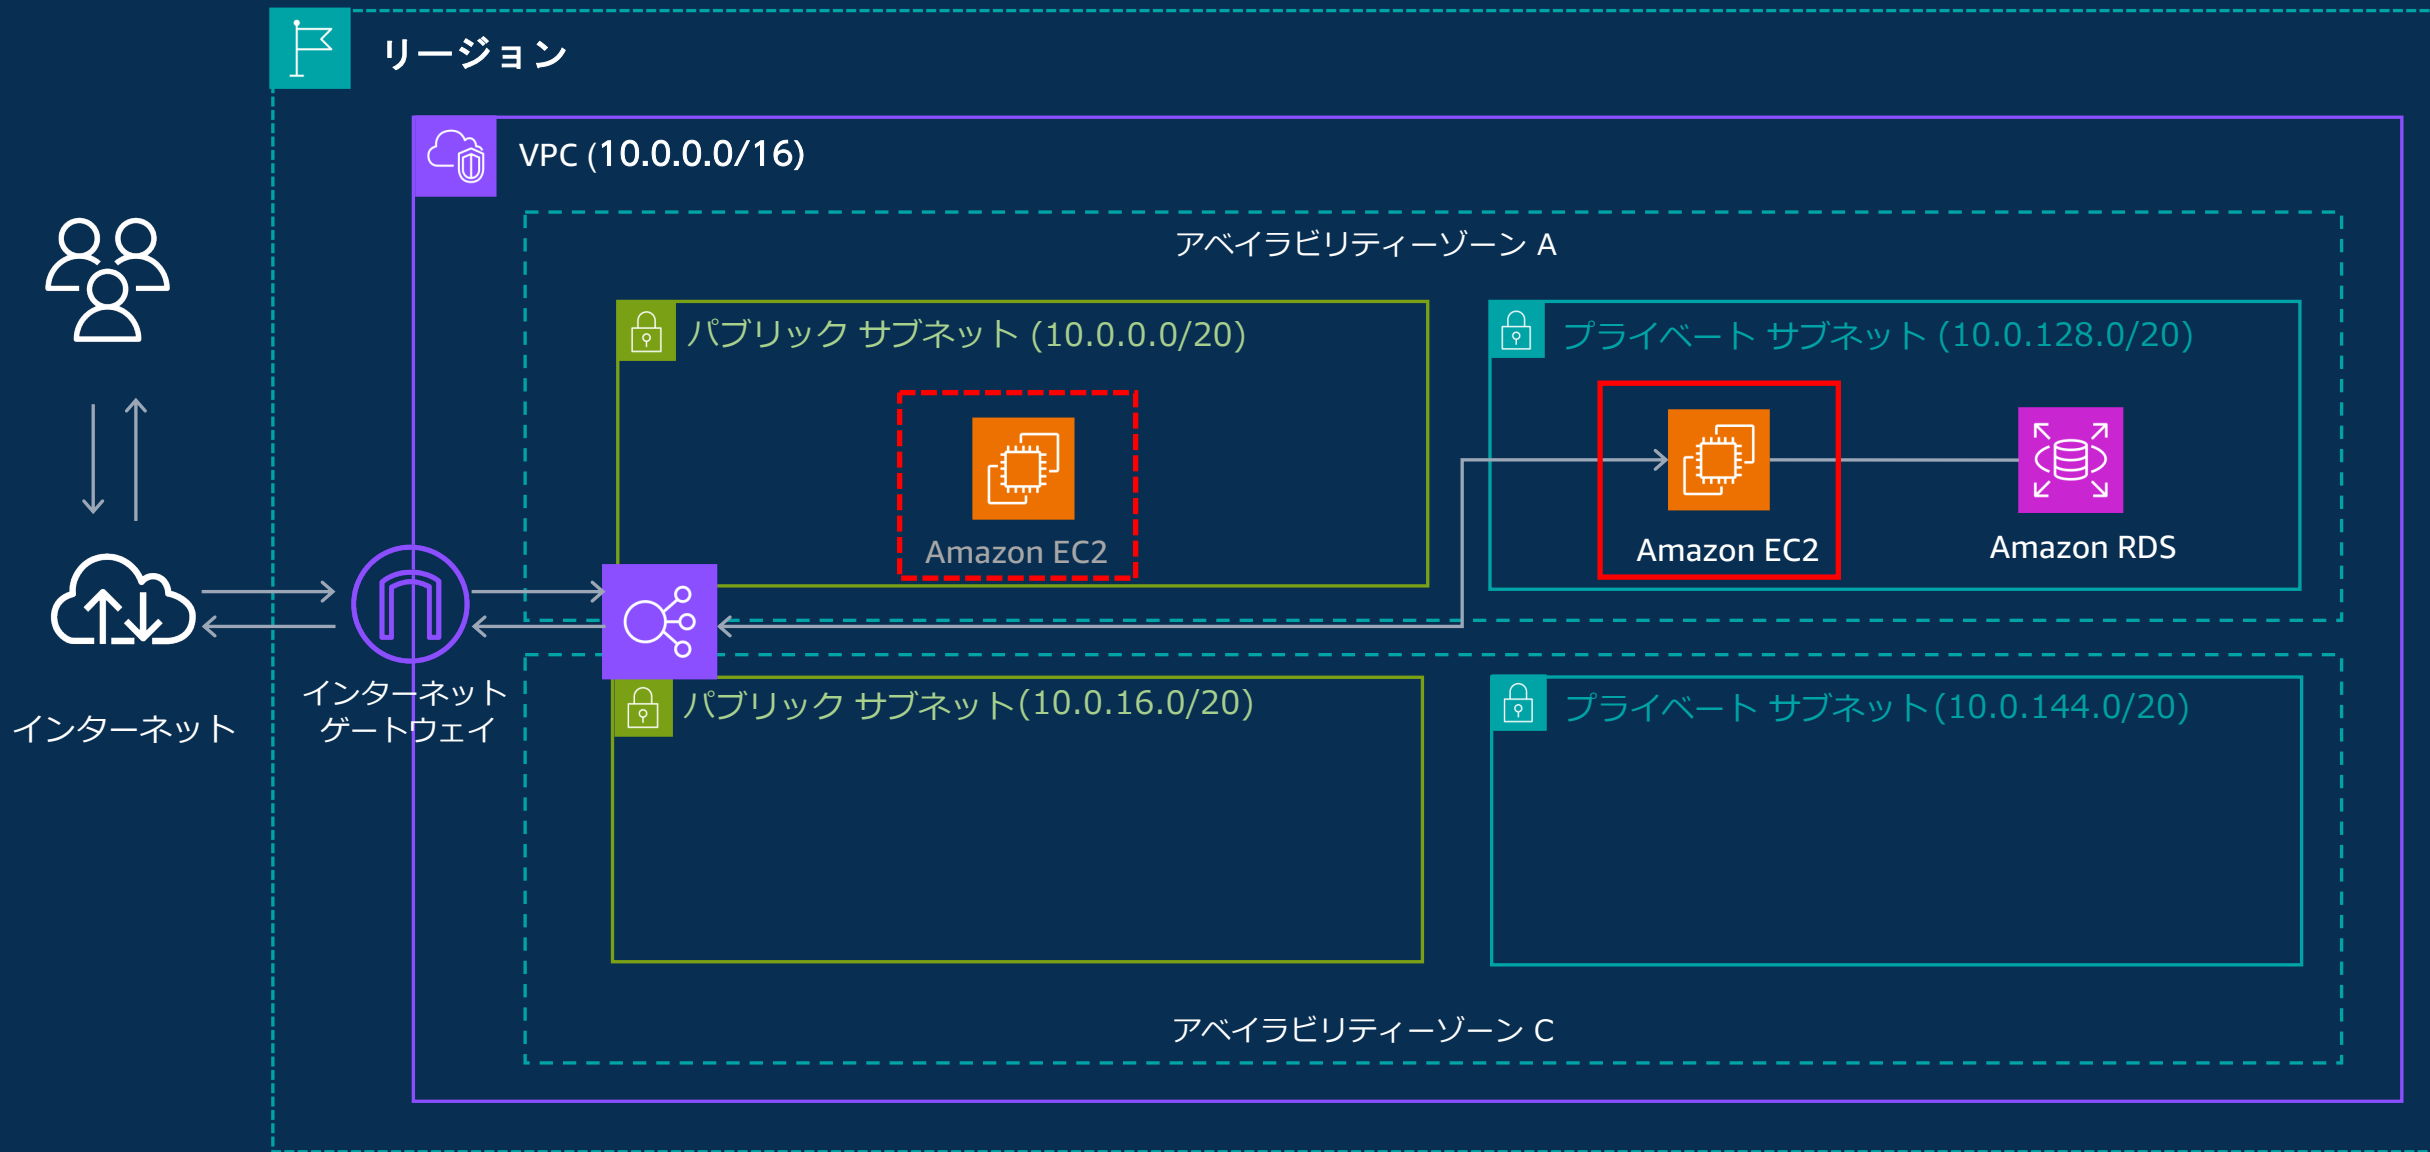 リージョン
VPC (10.0.0.0/16)
アベイラビリティーゾーン A
パブリック サブネット (10.0.0.0/20)
プライベート サブネット (10.0.128.0/20)
Amazon EC2
Amazon EC2
Amazon RDS
インターネット
インターネット
ゲートウェイ
パブリック サブネット(10.0.16.0/20)
プライベート サブネット(10.0.144.0/20)
アベイラビリティーゾーン C